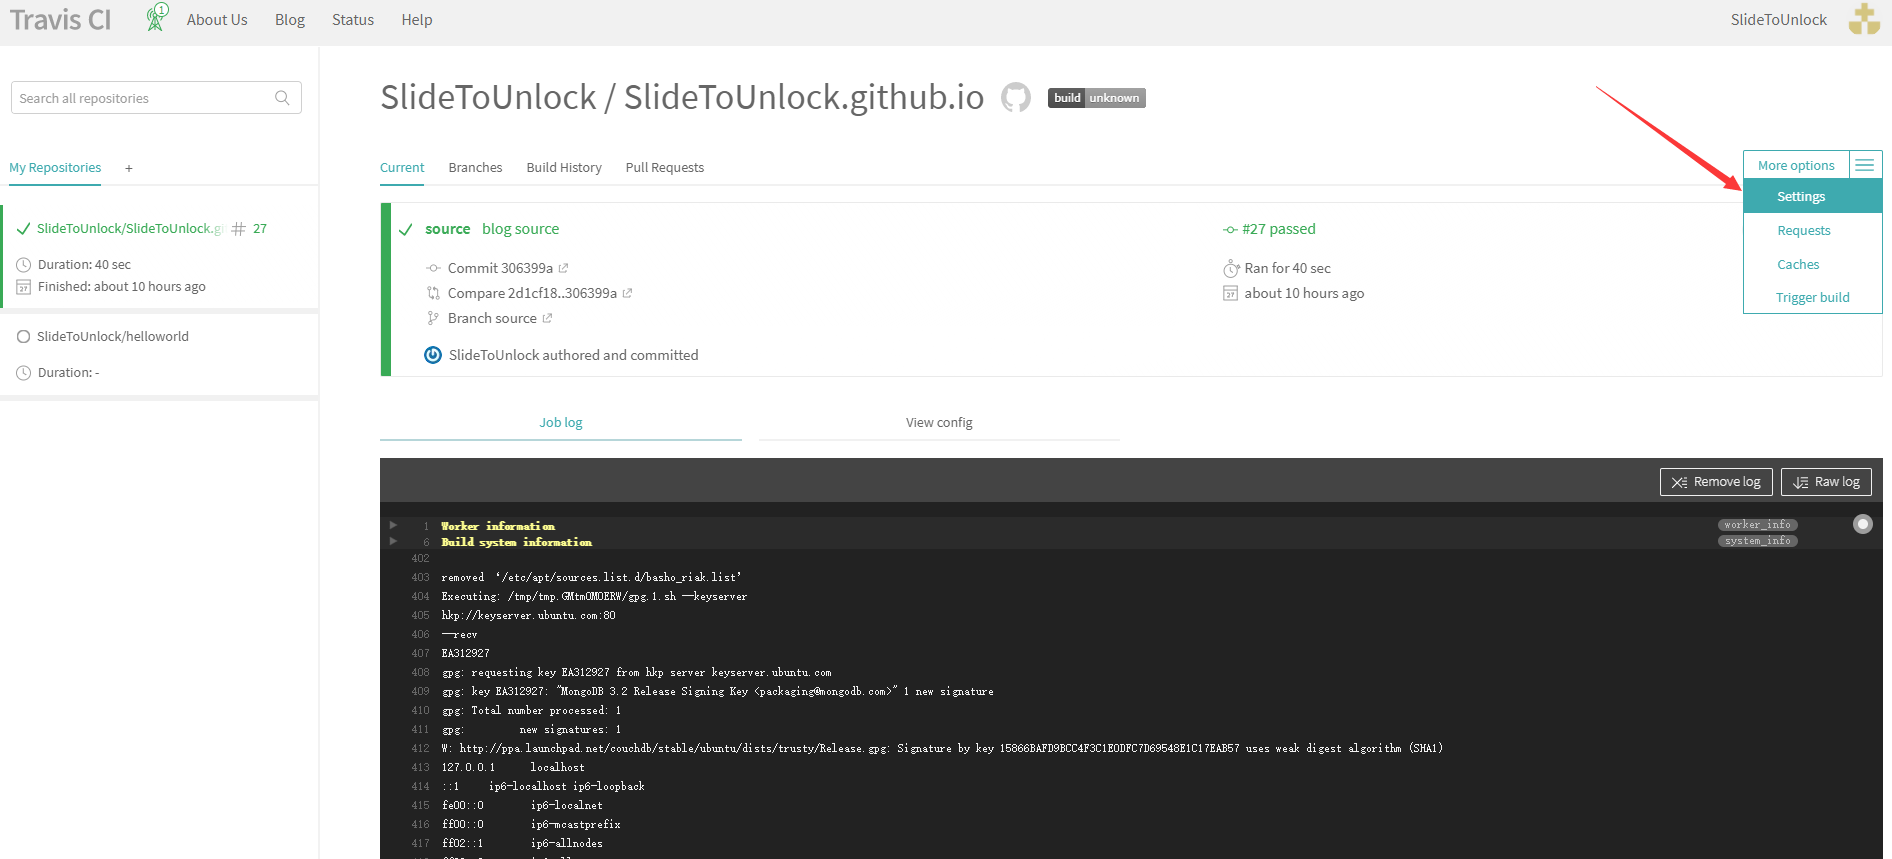 Travis CI
1
About Us Blog Status Help
SlideToUnlock
Search all repositories
My Repositories +
SlideToUnlock/SlideToUnlock.gi # 27
Duration: 40 sec
27 Finished: about 10 hours ago
SlideToUnlock/helloworld
Duration: -
SlideToUnlock / SlideToUnlock.github.io
build unknown
Current Branches Build History Pull Requests
More options
Settings
Requests
Caches
Trigger build
source blog source
Commit 306399a
Compare 2d1cf18..306399a
Branch source
SlideToUnlock authored and committed
#27 passed
Ran for 40 sec
27 about 10 hours ago
Job log View config
Remove log Raw log
1 Worker information worker_info
6 Build system information system_info
402
403 removed ‘/etc/apt/sources.list.d/basho_riak.list’
404 Executing: /tmp/tmp.GMtmOMOERW/gpg.1.sh --keyserver
405 hkp://keyserver.ubuntu.com:80
406 --recv
407 EA312927
408 gpg: requesting key EA312927 from hkp server keyserver.ubuntu.com
409 gpg: key EA312927: "MongoDB 3.2 Release Signing Key <packaging@mongodb.com>" 1 new signature
410 gpg: Total number processed: 1
411 gpg: new signatures: 1
412 W: http://ppa.launchpad.net/couchdb/stable/ubuntu/dists/trusty/Release.gpg: Signature by key 15866BAFD9BCC4F3C1E0DFC7D69548E1C17EAB57 uses weak digest algorithm (SHA1)
413 127.0.0.1 localhost
414 ::1 ip6-localhost ip6-loopback
415 fe00::0 ip6-localnet
416 ff00::0 ip6-mcastprefix
417 ff02::1 ip6-allnodes